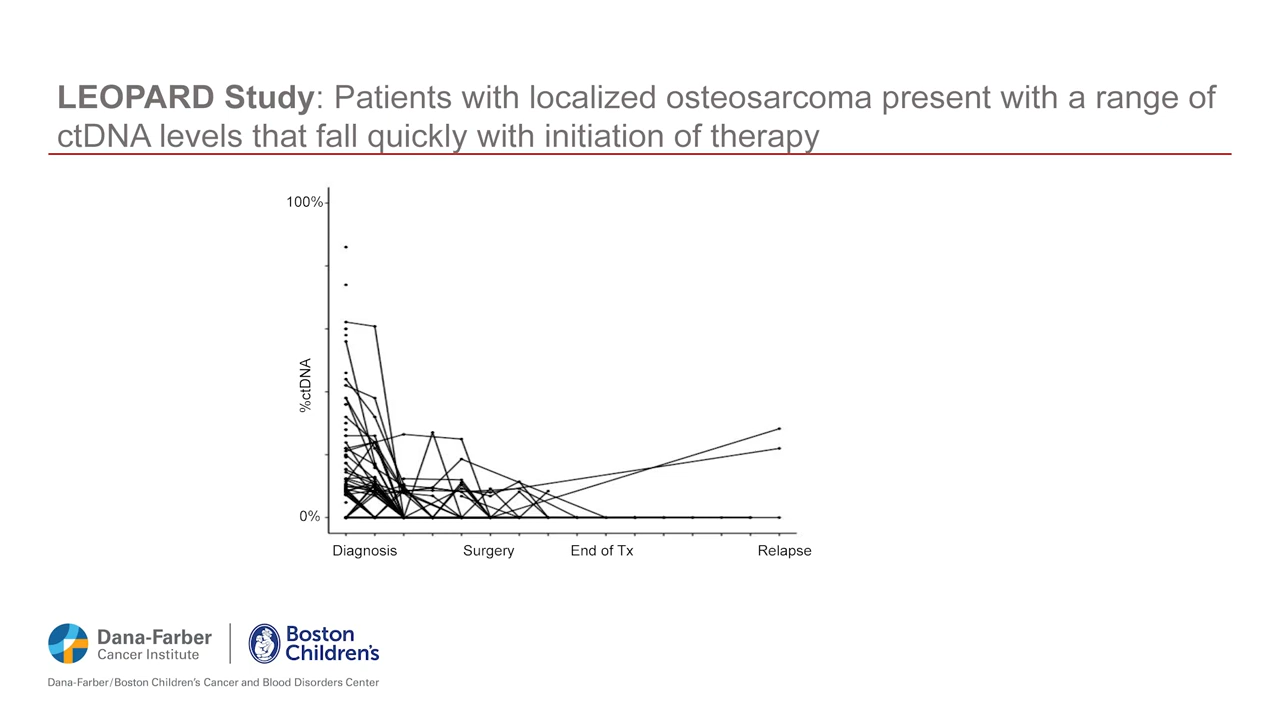 LEOPARD Study: Patients with localized osteosarcoma present with a range of
ctDNA levels that fall quickly with initiation of therapy
100%
%ctDNA
0%
Diagnosis
Surgery
End of Tx
Relapse
Dana-Farber
Cancer Institute
Boston
Children's
Dana-Farber/Boston Children's Cancer and Blood Disorders Center